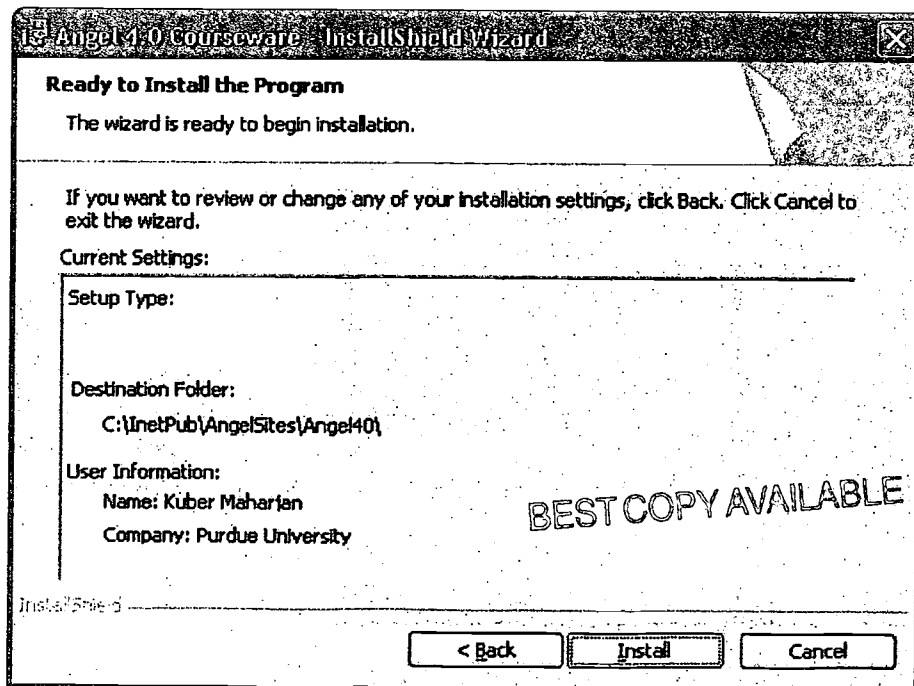 Angel 4.0 Courseware - InstallShield Wizard
Ready to Install the Program
The wizard is ready to begin installation.
If you want to review or change any of your installation settings, click Back. Click Cancel to
exit the wizard.
Current Settings:
Setup Type:
Destination Folder:
C:\InetPub\AngelSites\Angel40\
User Information:
Name: Kuber Maharjan
Company: Purdue University
BEST COPY AVAILABLE
InstallShield
< Back
Install
Cancel